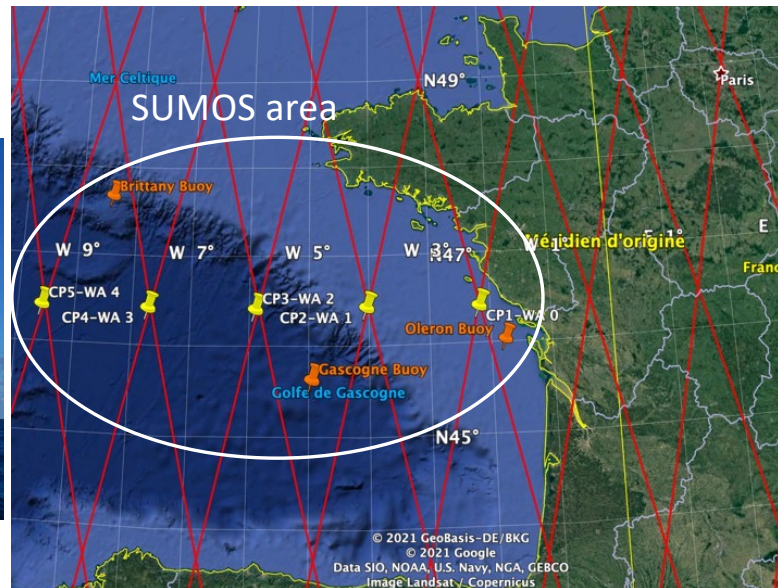 Mer Celtique
N49°
Paris
SUMOS area
Brittany Buoy
W 9°
W 7°
W 5°
W 3°
N47°
Méridien d'origine
E 1°
E
Franc
CP5-WA 4
CP4-WA 3
CP3-WA 2
CP2-WA 1
CP1-WA 0
Oleron Buoy
Gascogne Buoy
Golfe de Gascogne
N45°
© 2021 GeoBasis-DE/BKG
© 2021 Google
Data SIO, NOAA, U.S. Navy, NGA, GEBCO
Image Landsat / Copernicus